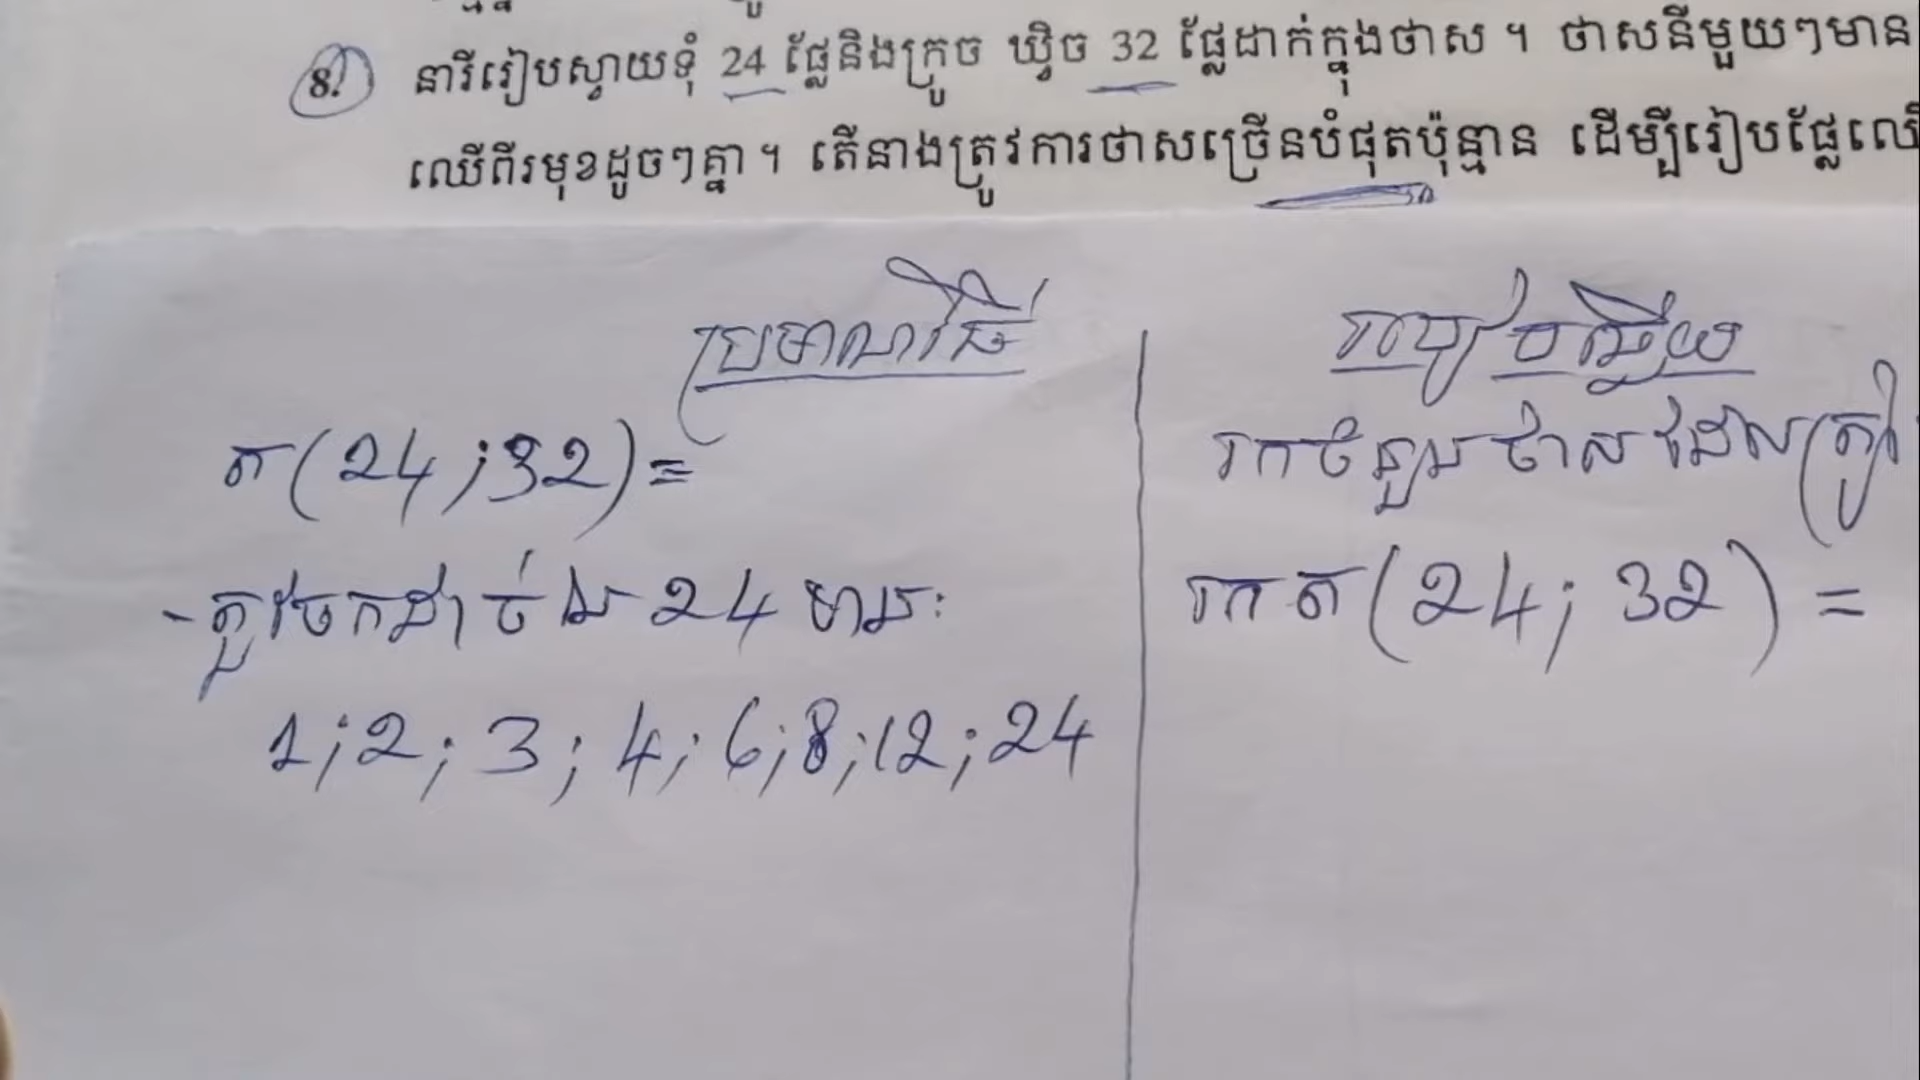 8. នារីរៀបស្វាយទុំ 24 ផ្លែនិងក្រូច ឃ្វិច 32 ផ្លែដាក់ក្នុងថាស ។ ថាសនីមួយៗមាន
ឈើពីរមុខដូចៗគ្នា ។ តើនាងត្រូវការថាសច្រើនបំផុតប៉ុន្មាន ដើម្បីរៀបផ្លែឈើ
ប្រមាណវិធី
ត(24;32)=
-តួចែកដាច់នៃ 24 មាន:
1;2;3;4;6;8;12;24
របៀបឆ្លើយ
រកចំនួនថាសដែលត្រូវ
រក ត(24;32)=